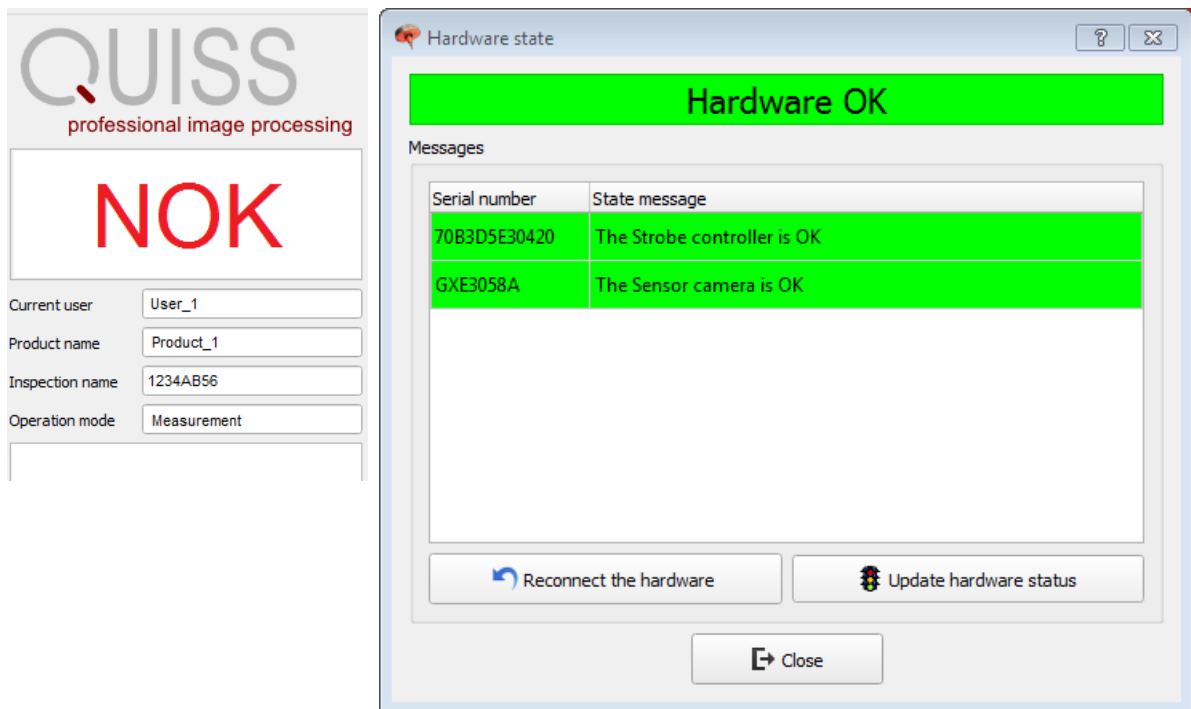 QUISS
professional image processing
NOK
Current user User_1
Product name Product_1
Inspection name 1234AB56
Operation mode Measurement
Hardware state
Hardware OK
Messages
Serial number State message
70B3D5E30420 The Strobe controller is OK
GXE3058A The Sensor camera is OK
Reconnect the hardware Update hardware status
Close